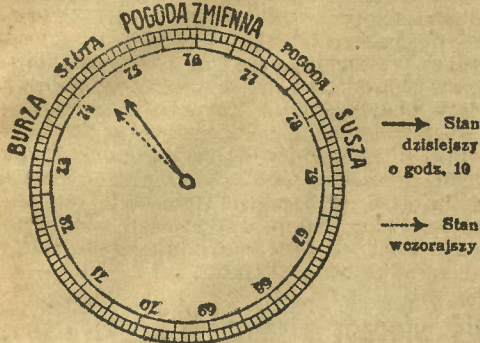 POGODA ZMIENNA
SŁOTA
POGODA
BURZA
SUSZA
76
75
77
74
78
73
79
72
67
71
68
70
69
Stan
dzisiejszy
o godz. 10
Stan
wczorajszy